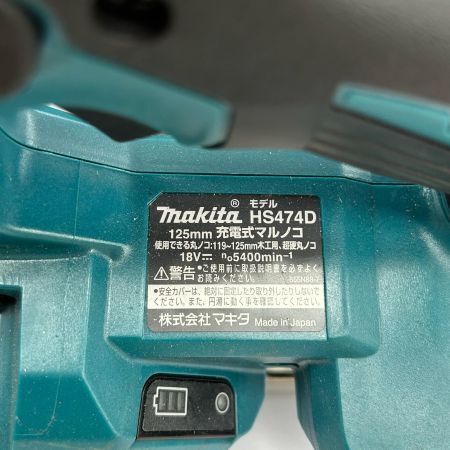 モデル
makita® HS474D
125mm 充電式マルノコ
使用できる丸ノコ:119~125mm木工用、超硬丸ノコ
18V⎓ n₀5400min⁻¹
⚠警告 •ご使用前に取扱説明書を必ずよく
お読みください。
•安全カバーは、絶対に固定したり取り外したりしないで
ください。また、円滑に動く事を確認してください。
株式会社マキタ Made in Japan